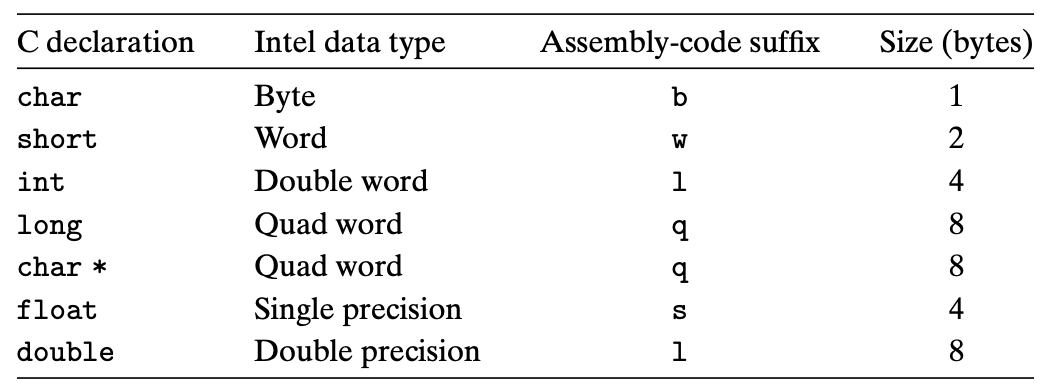 C declaration Intel data type Assembly-code suffix Size (bytes)
char Byte b 1
short Word w 2
int Double word l 4
long Quad word q 8
char * Quad word q 8
float Single precision s 4
double Double precision l 8